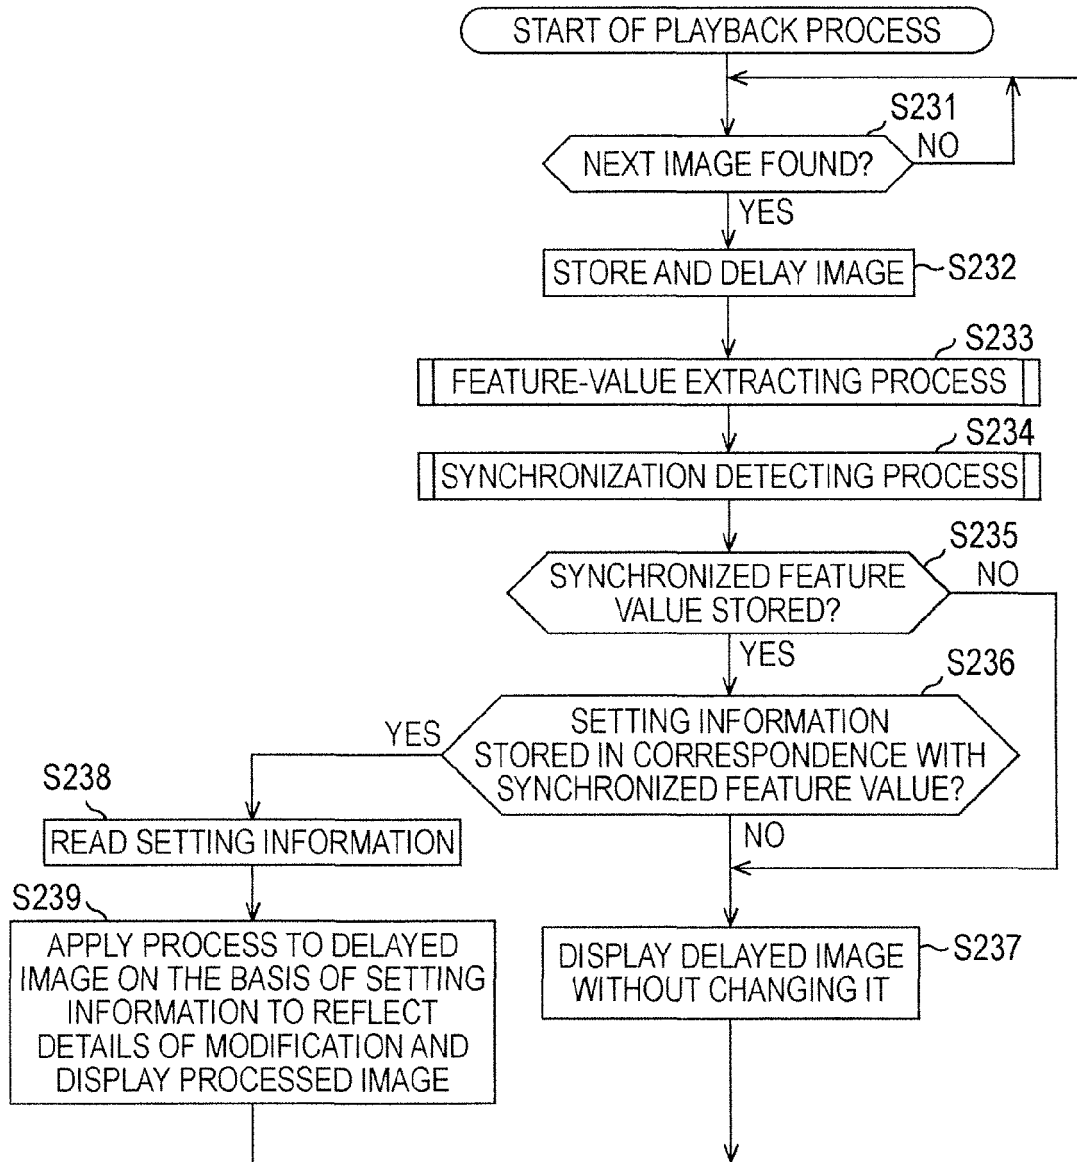 START OF PLAYBACK PROCESS
S231
NEXT IMAGE FOUND?
NO
YES
STORE AND DELAY IMAGE
S232
S233
FEATURE-VALUE EXTRACTING PROCESS
S234
SYNCHRONIZATION DETECTING PROCESS
S235
SYNCHRONIZED FEATURE
VALUE STORED?
NO
YES
S236
SETTING INFORMATION
STORED IN CORRESPONDENCE WITH
SYNCHRONIZED FEATURE VALUE?
YES
NO
S238
READ SETTING INFORMATION
S239
APPLY PROCESS TO DELAYED
IMAGE ON THE BASIS OF SETTING
INFORMATION TO REFLECT
DETAILS OF MODIFICATION AND
DISPLAY PROCESSED IMAGE
DISPLAY DELAYED IMAGE
WITHOUT CHANGING IT
S237